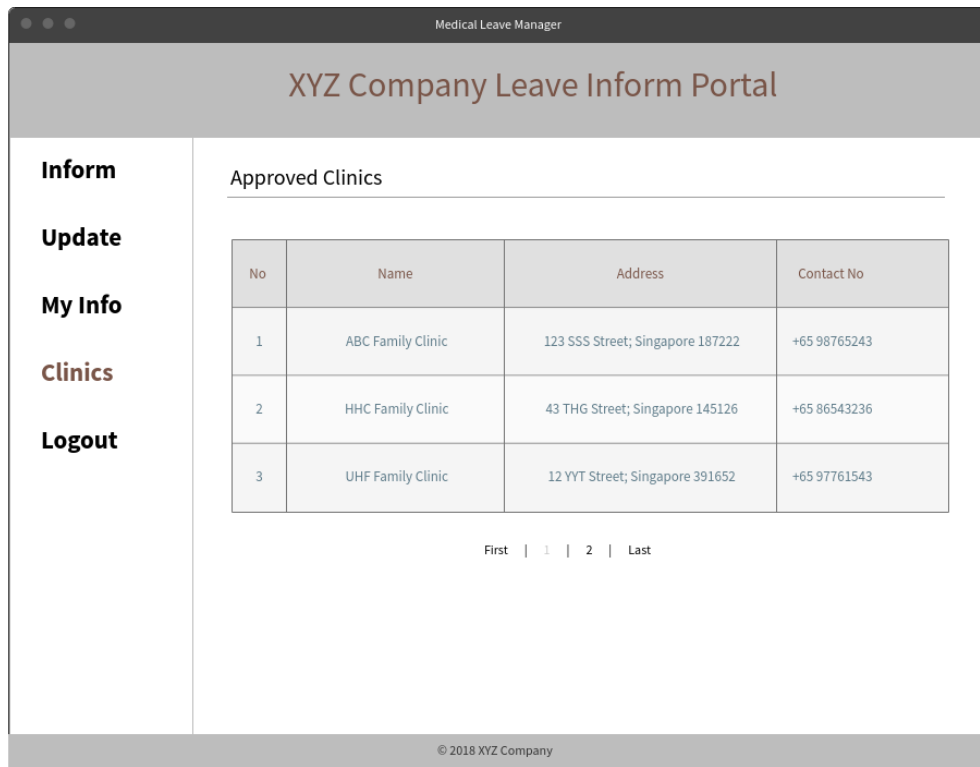 Medical Leave Manager
XYZ Company Leave Inform Portal
Inform
Update
My Info
Clinics
Logout
Approved Clinics
No Name Address Contact No
1 ABC Family Clinic 123 SSS Street; Singapore 187222 +65 98765243
2 HHC Family Clinic 43 THG Street; Singapore 145126 +65 86543236
3 UHF Family Clinic 12 YYT Street; Singapore 391652 +65 97761543
First | 1 | 2 | Last
© 2018 XYZ Company